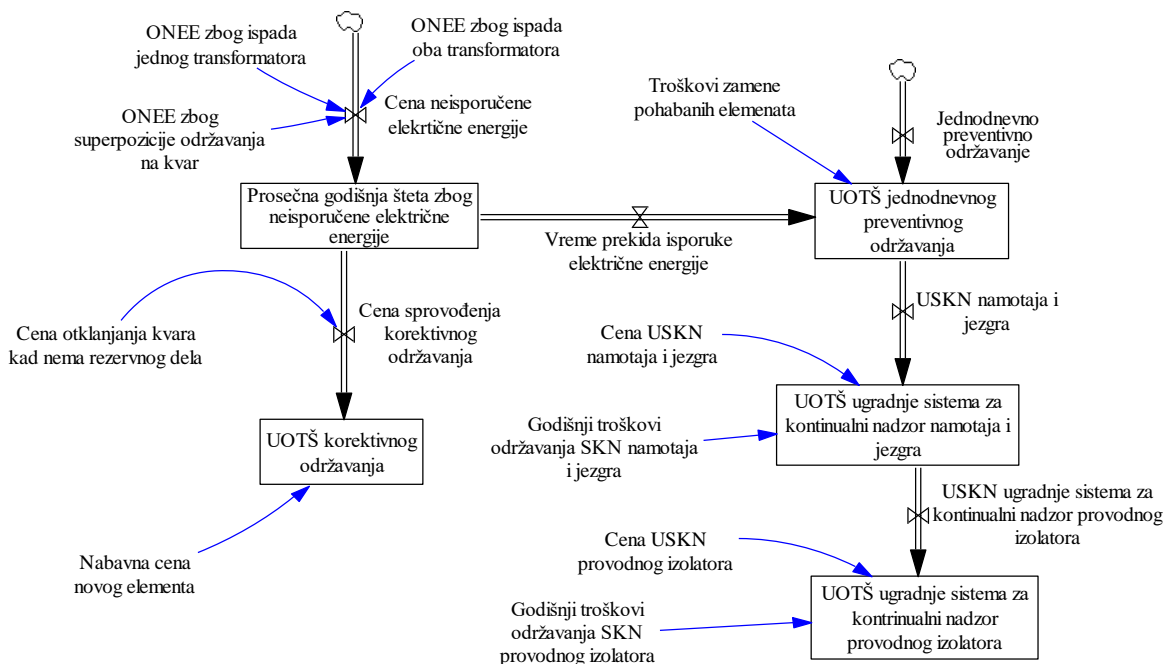 ONEE zbog ispada
jednog transformatora
ONEE zbog ispada
oba transformatora
ONEE zbog
superpozicije održavanja
na kvar
Cena neisporučene
elekrtične energije
Troškovi zamene
pohabanih elemenata
Jednodnevno
preventivno
održavanje
Prosečna godišnja šteta zbog
neisporučene električne
energije
Vreme prekida isporuke
električne energije
UOTŠ jednodnevnog
preventivnog
održavanja
Cena otklanjanja kvara
kad nema rezervnog dela
Cena sprovođenja
korektivnog
održavanja
USKN namotaja i
jezgra
Cena USKN
namotaja i jezgra
UOTŠ korektivnog
održavanja
Godišnji troškovi
održavanja SKN namotaja
i jezgra
UOTŠ ugradnje sistema za
kontinualni nadzor namotaja i
jezgra
Nabavna cena
novog elementa
USKN ugradnje sistema za
kontinualni nadzor provodnog
izolatora
Cena USKN
provodnog izolatora
Godišnji troškovi
održavanja SKN
provodnog izolatora
UOTŠ ugradnje sistema za
kontrinualni nadzor
provodnog izolatora